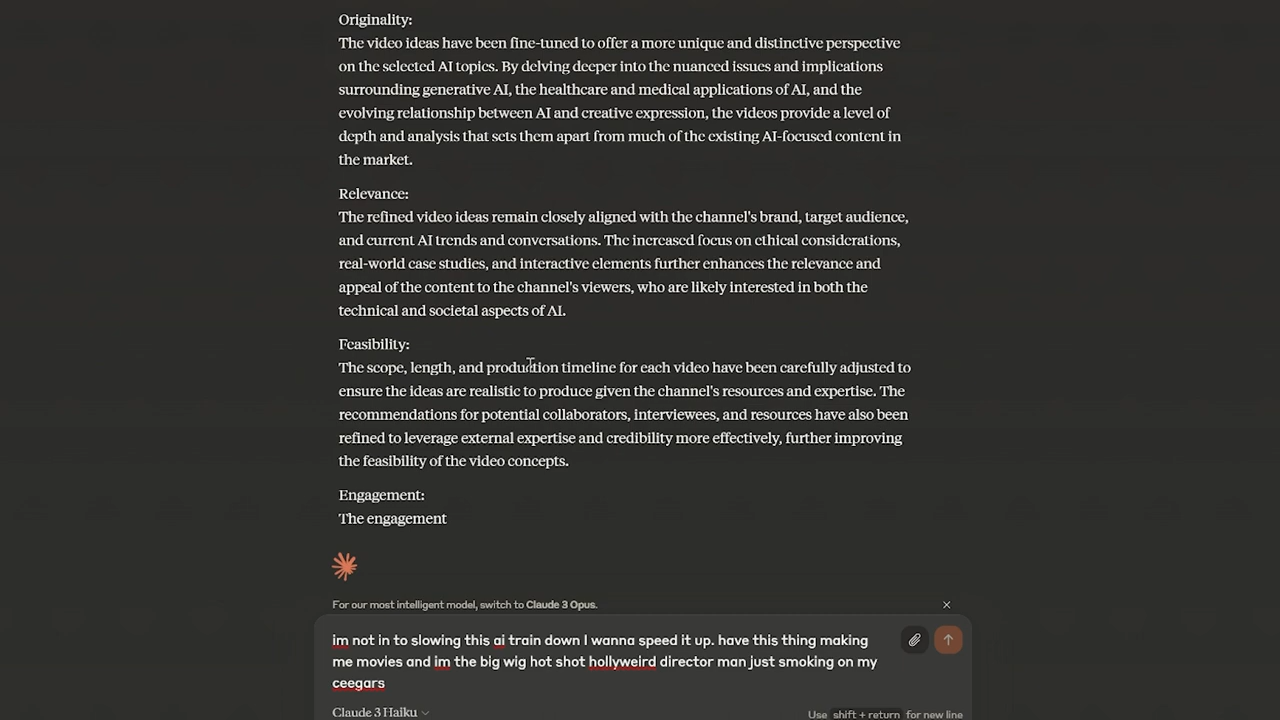 Originality:
The video ideas have been fine-tuned to offer a more unique and distinctive perspective
on the selected AI topics. By delving deeper into the nuanced issues and implications
surrounding generative AI, the healthcare and medical applications of AI, and the
evolving relationship between AI and creative expression, the videos provide a level of
depth and analysis that sets them apart from much of the existing AI-focused content in
the market.
Relevance:
The refined video ideas remain closely aligned with the channel's brand, target audience,
and current AI trends and conversations. The increased focus on ethical considerations,
real-world case studies, and interactive elements further enhances the relevance and
appeal of the content to the channel's viewers, who are likely interested in both the
technical and societal aspects of AI.
Feasibility:
The scope, length, and production timeline for each video have been carefully adjusted to
ensure the ideas are realistic to produce given the channel's resources and expertise. The
recommendations for potential collaborators, interviewees, and resources have also been
refined to leverage external expertise and credibility more effectively, further improving
the feasibility of the video concepts.
Engagement:
The engagement
For our most intelligent model, switch to Claude 3 Opus.
im not in to slowing this ai train down I wanna speed it up. have this thing making
me movies and im the big wig hot shot hollyweird director man just smoking on my
ceegars
Claude 3 Haiku
Use shift + return for new line